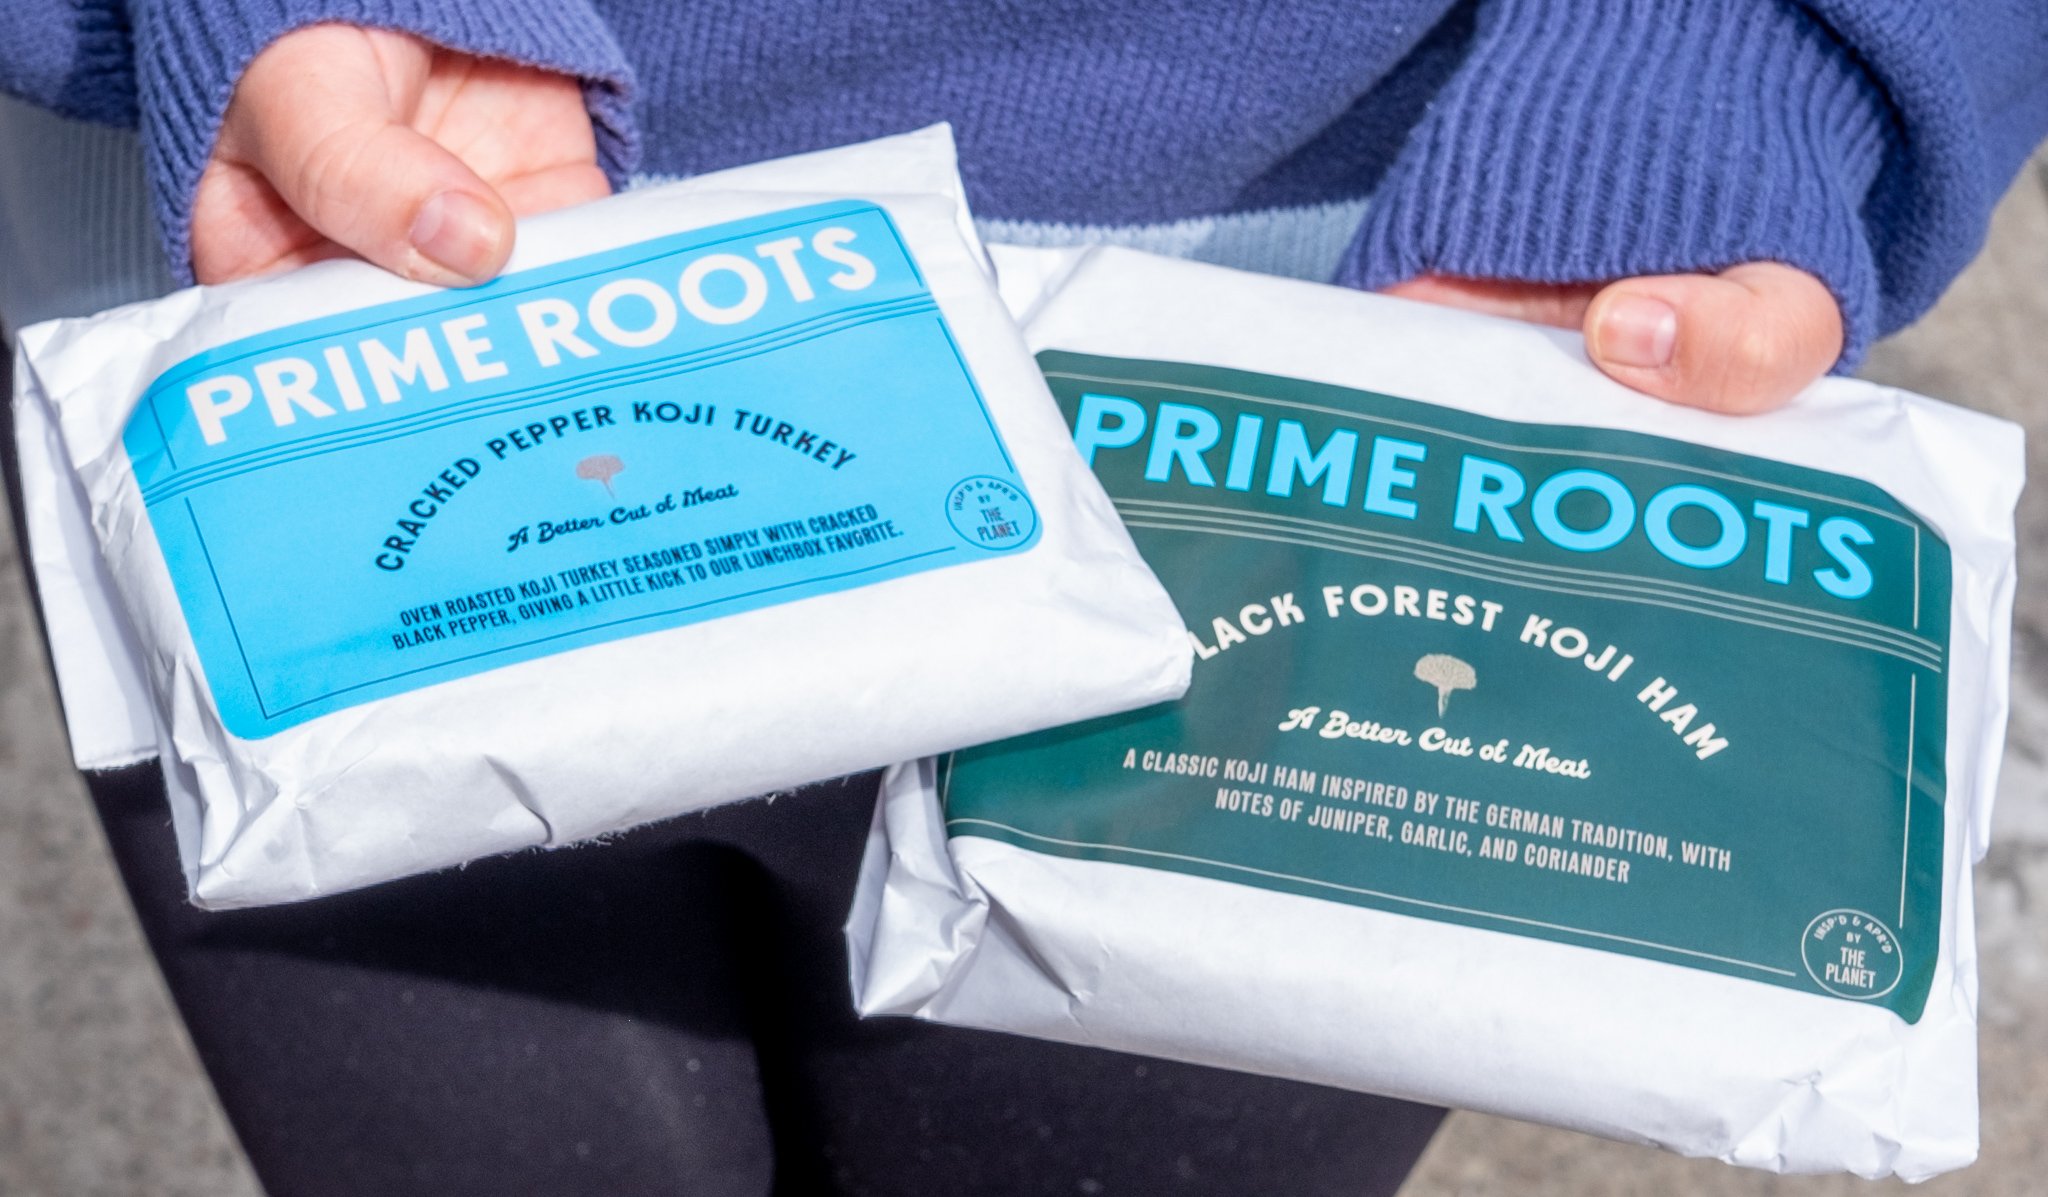 PRIME ROOTS
CRACKED PEPPER KOJI TURKEY
A Better Cut of Meat
OVEN ROASTED KOJI TURKEY SEASONED SIMPLY WITH CRACKED
BLACK PEPPER, GIVING A LITTLE KICK TO OUR LUNCHBOX FAVORITE.
INSP'D & APR'D
BY
THE
PLANET
PRIME ROOTS
LACK FOREST KOJI HAM
A Better Cut of Meat
A CLASSIC KOJI HAM INSPIRED BY THE GERMAN TRADITION, WITH
NOTES OF JUNIPER, GARLIC, AND CORIANDER
INSP'D & APR'D
BY
THE
PLANET